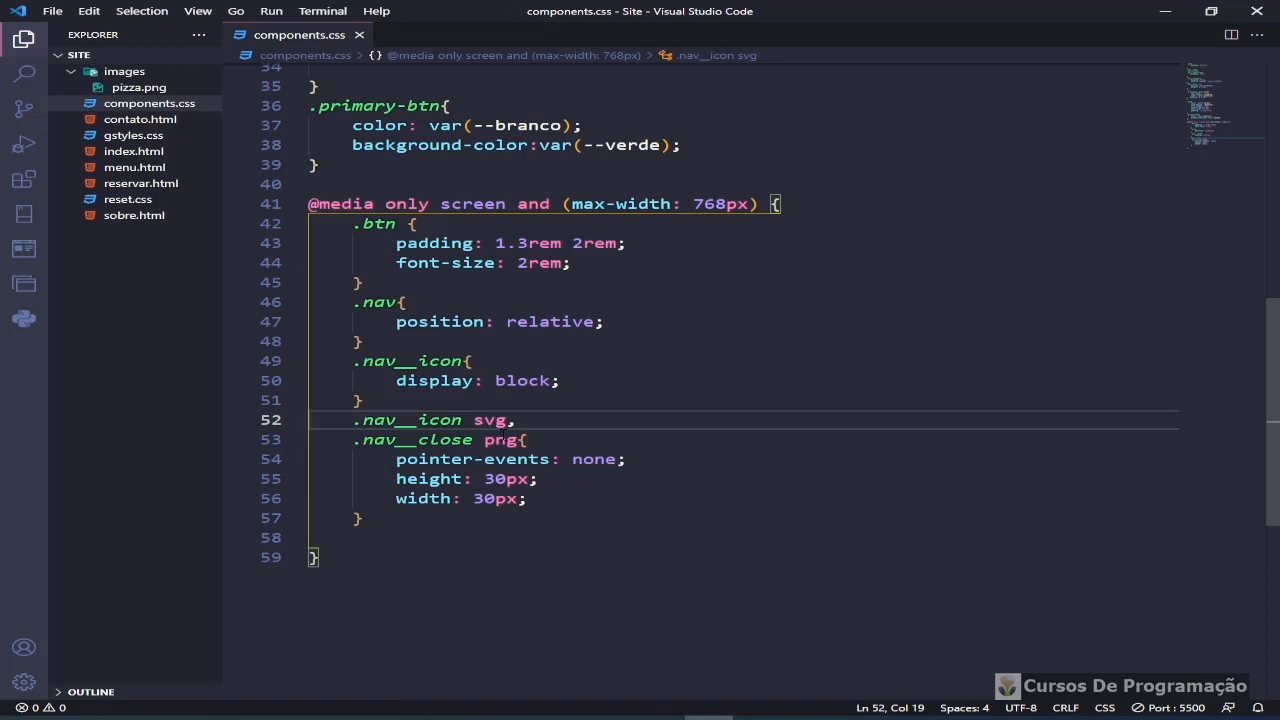 File Edit Selection View Go Run Terminal Help
components.css - Site - Visual Studio Code
EXPLORER
SITE
images
pizza.png
components.css
contato.html
gstyles.css
index.html
menu.html
reservar.html
reset.css
sobre.html
OUTLINE
components.css
components.css > {} @media only screen and (max-width: 768px) > .nav__icon svg
34
35 }
36 .primary-btn{
37 color: var(--branco);
38 background-color:var(--verde);
39 }
40
41 @media only screen and (max-width: 768px) {
42 .btn {
43 padding: 1.3rem 2rem;
44 font-size: 2rem;
45 }
46 .nav{
47 position: relative;
48 }
49 .nav__icon{
50 display: block;
51 }
52 .nav__icon svg,
53 .nav__close png{
54 pointer-events: none;
55 height: 30px;
56 width: 30px;
57 }
58
59 }
Cursos De Programação
0 0
Ln 52, Col 19 Spaces: 4 UTF-8 CRLF CSS Port : 5500